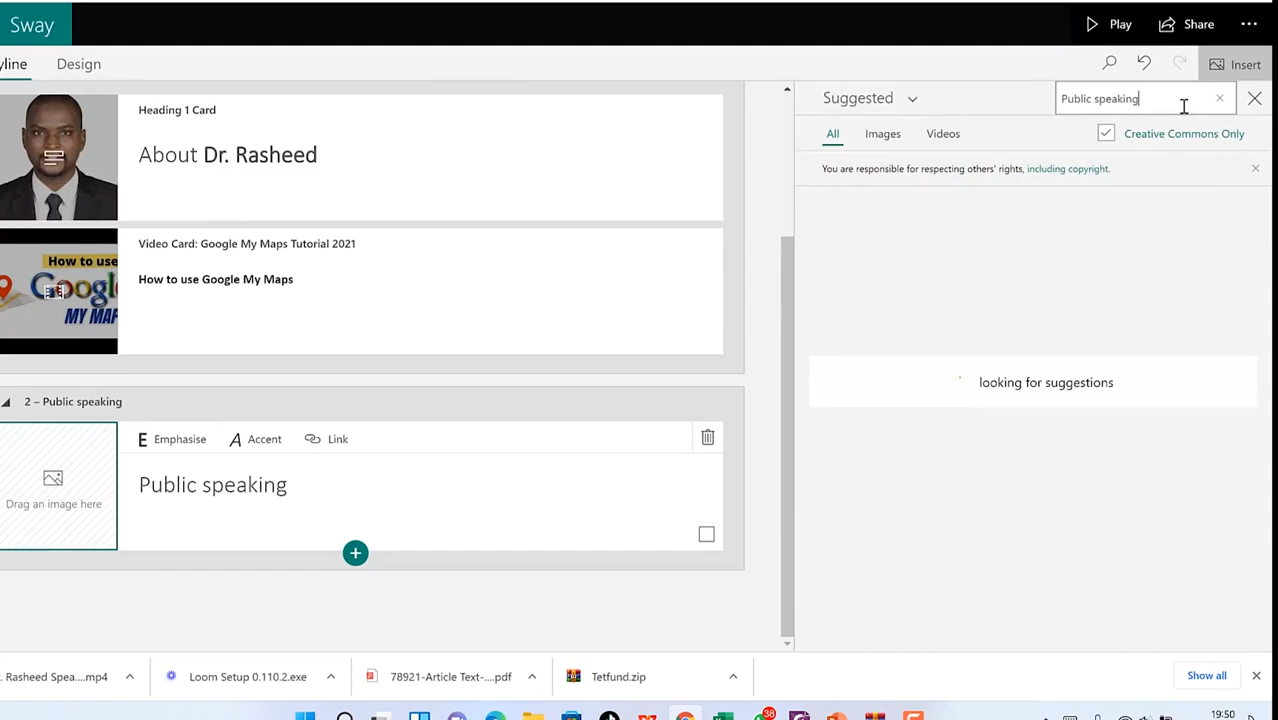 Sway
Play
Share
yline
Design
Insert
Heading 1 Card
About Dr. Rasheed
Video Card: Google My Maps Tutorial 2021
How to use Google My Maps
How to use
Google
MY MAP
2 – Public speaking
Emphasise
A Accent
Link
Public speaking
Drag an image here
Suggested
Public speaking
All
Images
Videos
Creative Commons Only
You are responsible for respecting others' rights, including copyright.
looking for suggestions
. Rasheed Spea....mp4
Loom Setup 0.110.2.exe
78921-Article Text-....pdf
Tetfund.zip
Show all
38
19:50